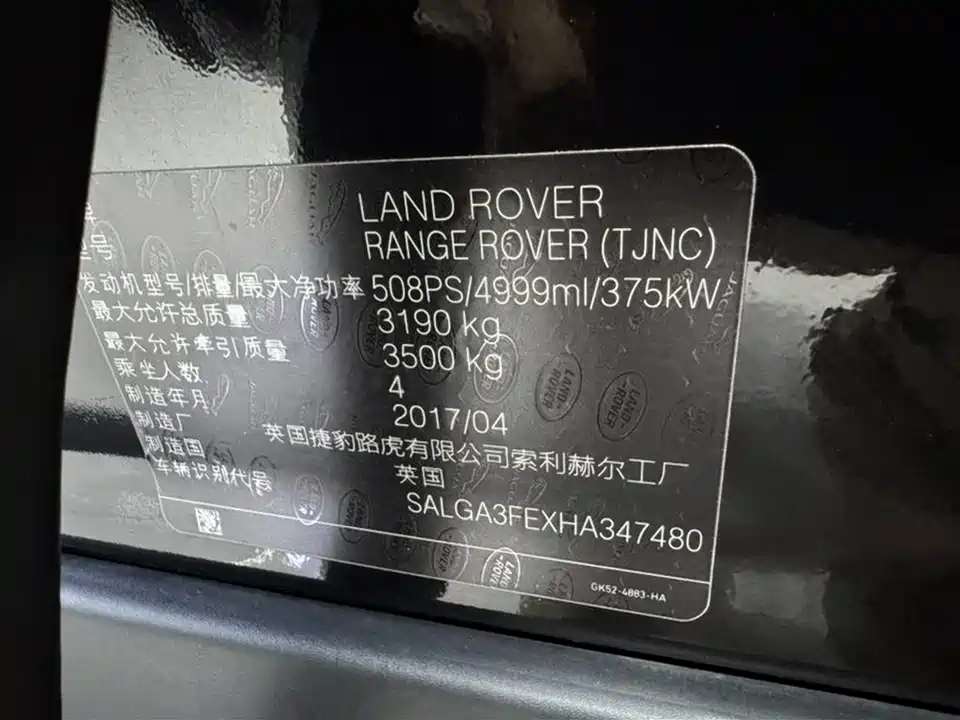 LAND ROVER
型号 RANGE ROVER (TJNC)
发动机型号/排量/最大净功率 508PS/4999ml/375kW
最大允许总质量 3190 kg
最大允许牵引质量 3500 kg
乘坐人数 4
制造年月 2017/04
制造厂 英国捷豹路虎有限公司索利赫尔工厂
制造国 英国
车辆识别代号 SALGA3FEXHA347480
GK52-4883-HA